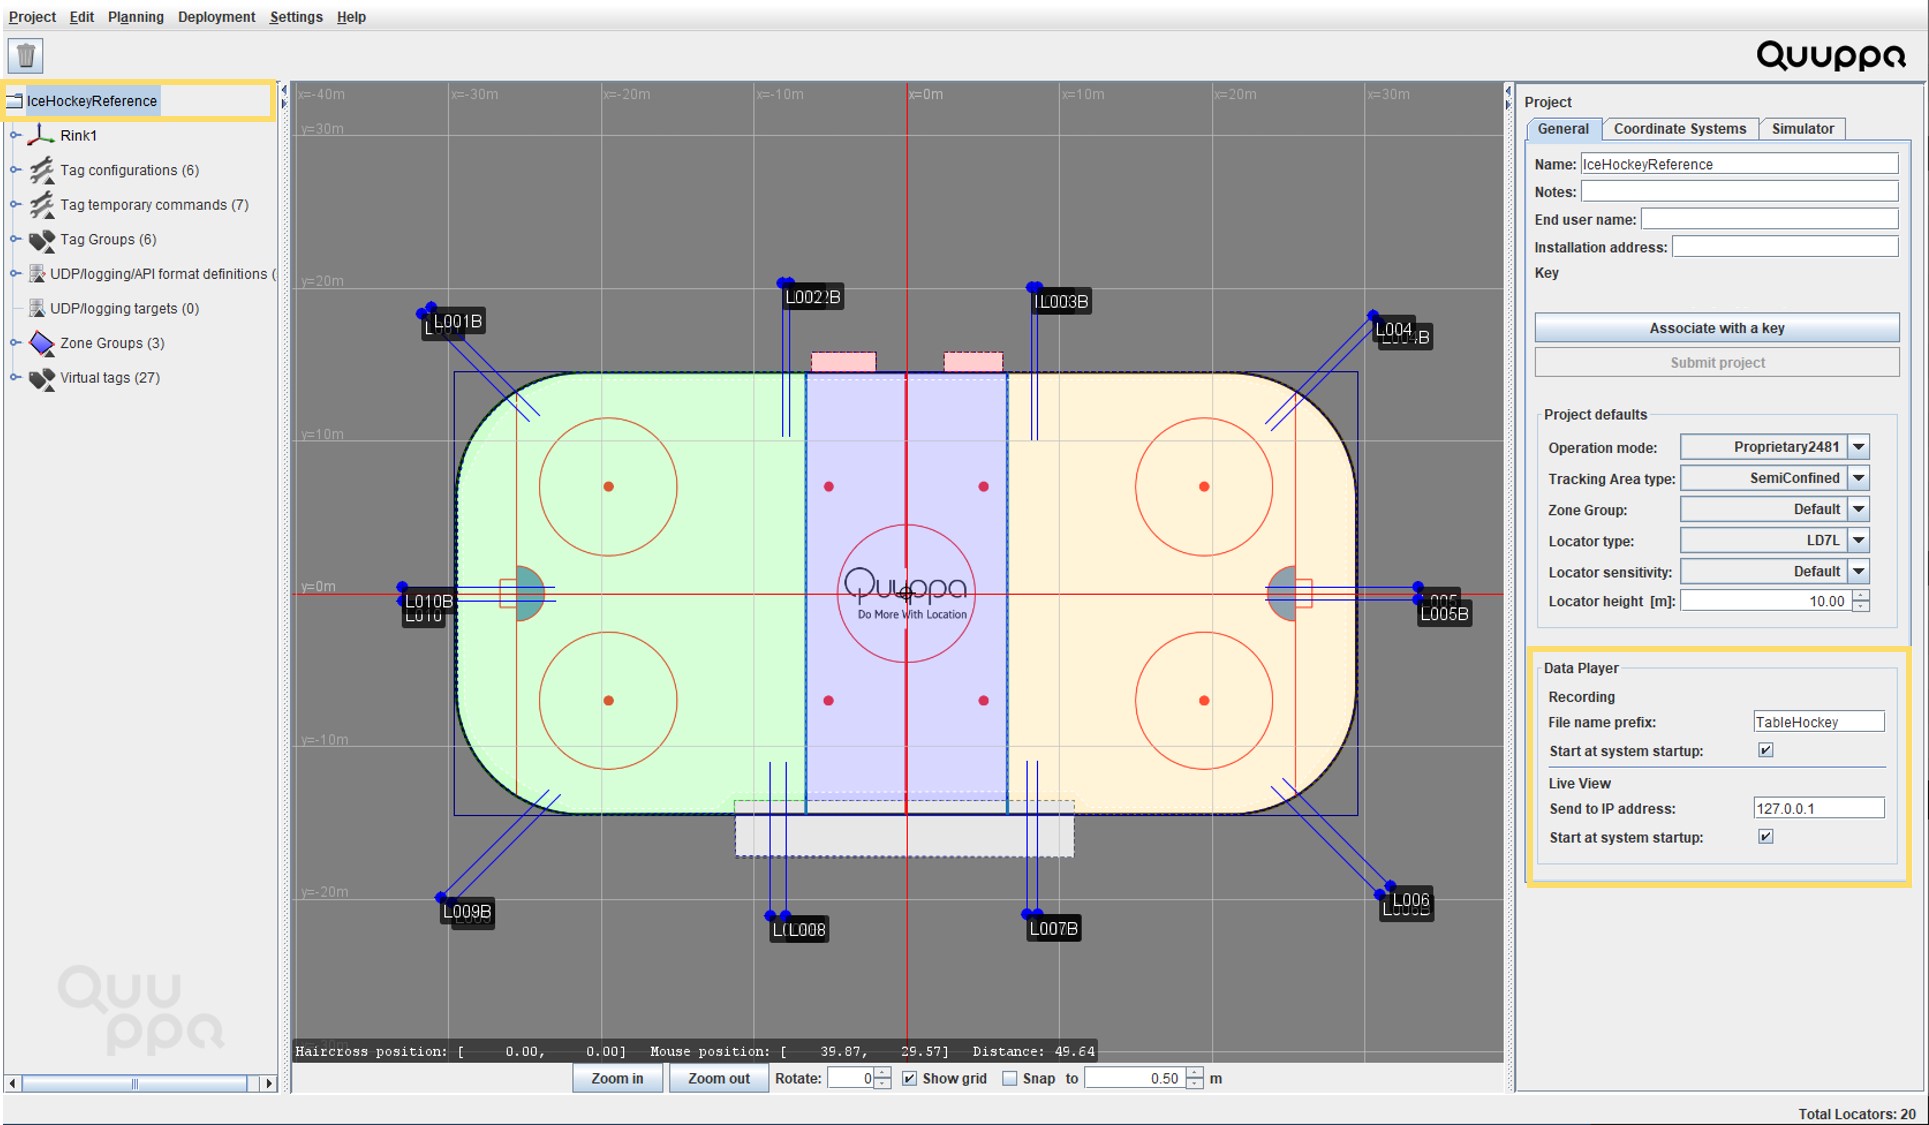 Project Edit Planning Deployment Settings Help
Quuppa
IceHockeyReference
Rink1
Tag configurations (6)
Tag temporary commands (7)
Tag Groups (6)
UDP/logging/API format definitions (
UDP/logging targets (0)
Zone Groups (3)
Virtual tags (27)
Quuppa
x=-40m x=-30m x=-20m x=-10m x=0m x=10m x=20m x=30m
y=30m
y=20m
L002B L003B
L001B L004
y=10m
y=0m
Quuppa
Do More With Location
L010B
L010 L005
L005B
y=-10m
y=-20m
L009B L006
L006B
L008 L007B
Haircross position: [ 0.00, 0.00] Mouse position: [ 39.87, 29.57] Distance: 49.64
Zoom in Zoom out Rotate: 0 Show grid Snap to 0.50 m
Project
General Coordinate Systems Simulator
Name: IceHockeyReference
Notes:
End user name:
Installation address:
Key
Associate with a key
Submit project
Project defaults
Operation mode: Proprietary2481
Tracking Area type: SemiConfined
Zone Group: Default
Locator type: LD7L
Locator sensitivity: Default
Locator height [m]: 10.00
Data Player
Recording
File name prefix: TableHockey
Start at system startup:
Live View
Send to IP address: 127.0.0.1
Start at system startup:
Total Locators: 20